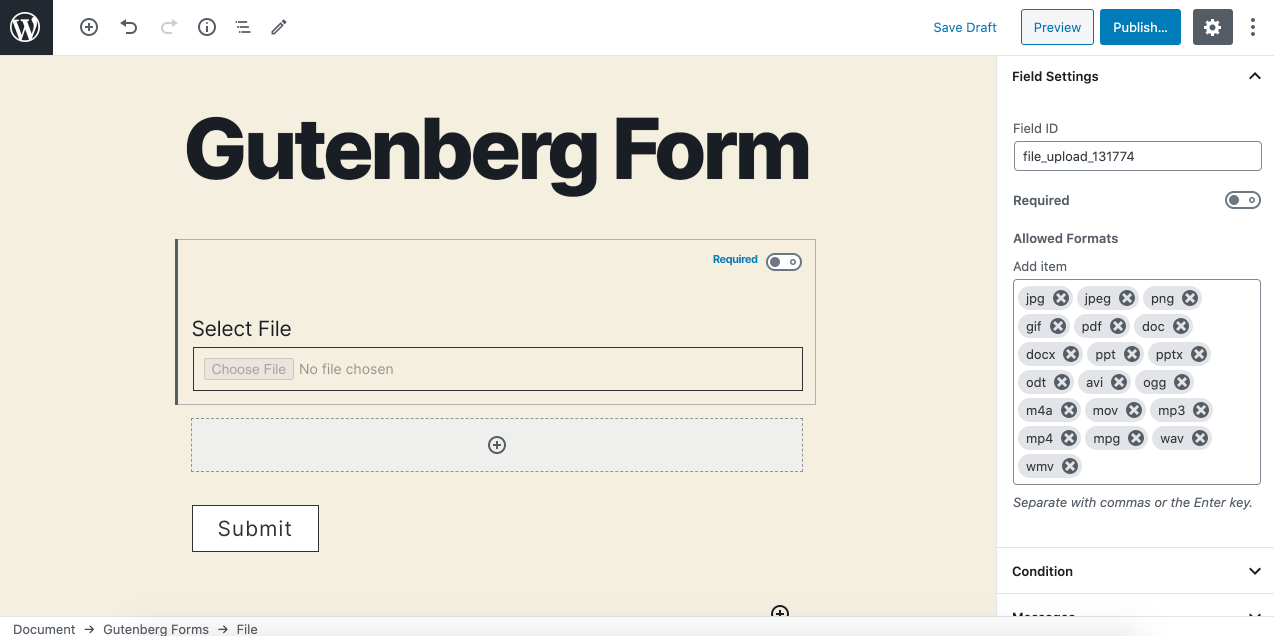 Save Draft Preview Publish...
Gutenberg Form
Required
Select File
Choose File No file chosen
Submit
Field Settings
Field ID
file_upload_131774
Required
Allowed Formats
Add item
jpg jpeg png
gif pdf doc
docx ppt pptx
odt avi ogg
m4a mov mp3
mp4 mpg wav
wmv
Separate with commas or the Enter key.
Condition
Messages
Document → Gutenberg Forms → File